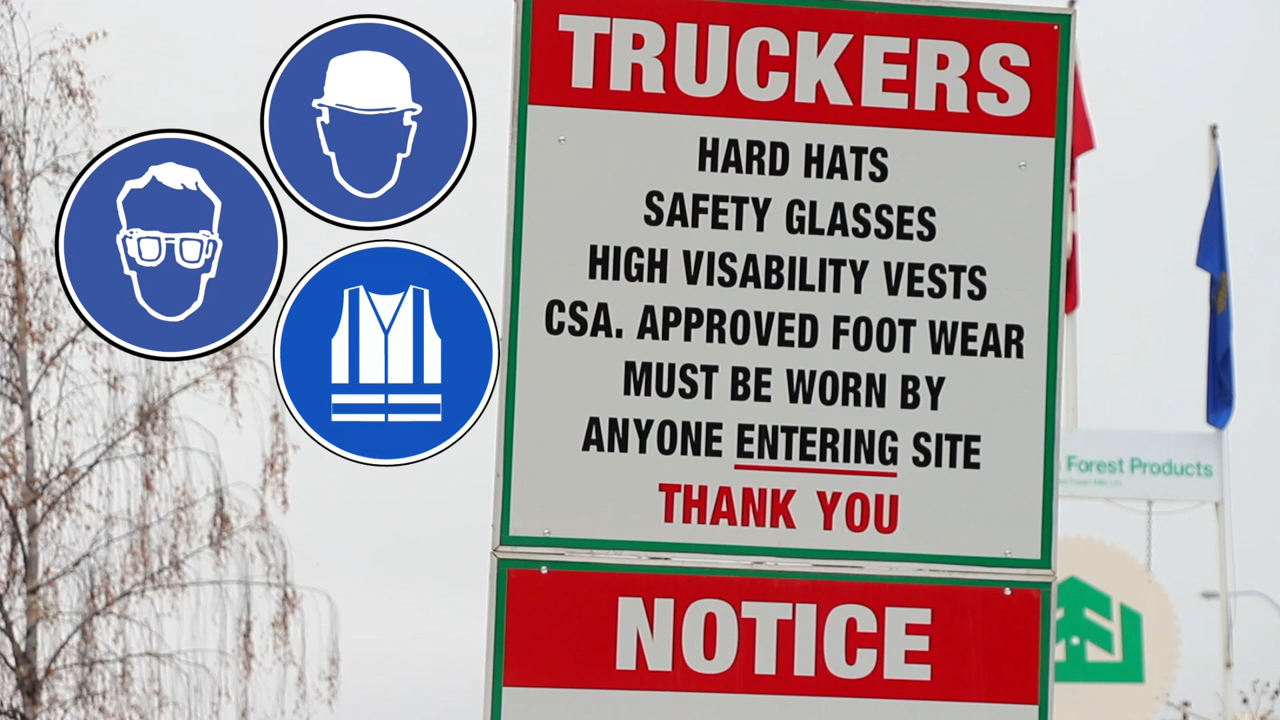 TRUCKERS
HARD HATS
SAFETY GLASSES
HIGH VISABILITY VESTS
CSA. APPROVED FOOT WEAR
MUST BE WORN BY
ANYONE ENTERING SITE
THANK YOU
Forest Products
NOTICE